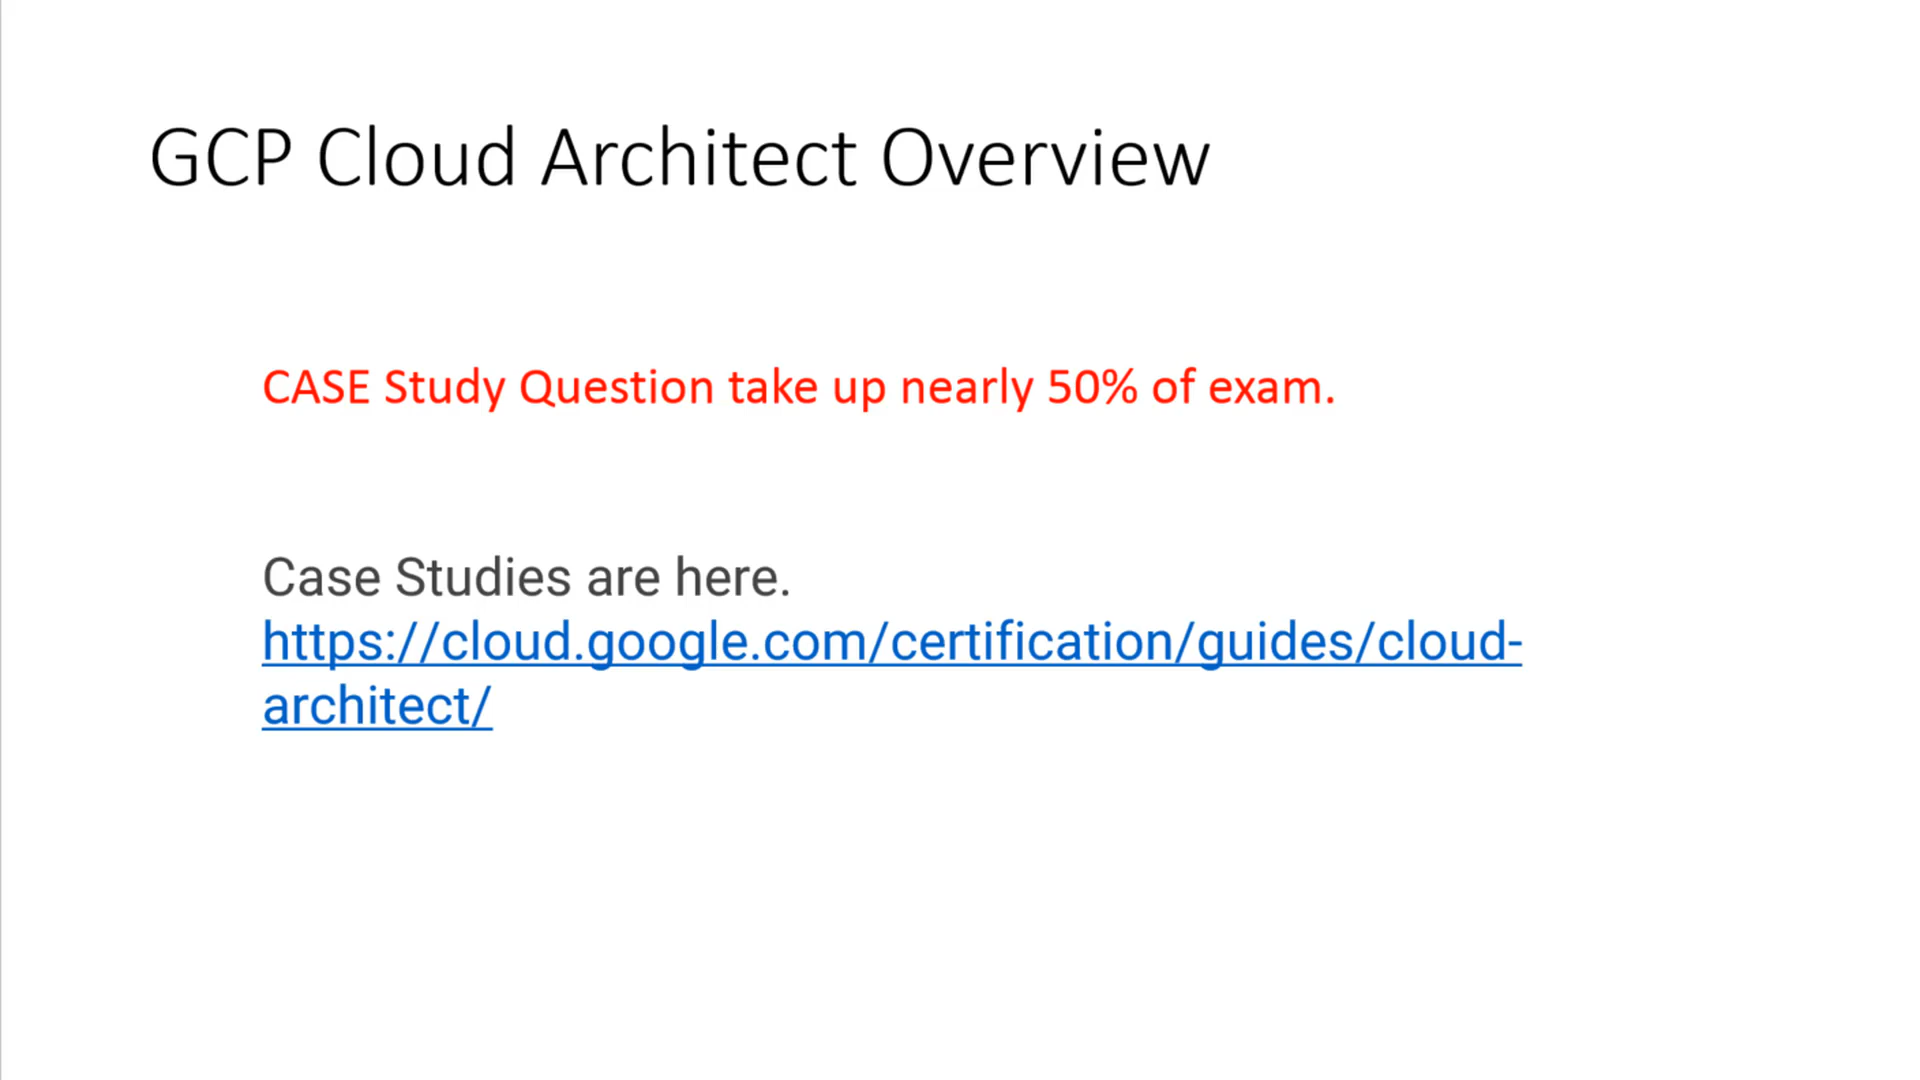 GCP Cloud Architect Overview
CASE Study Question take up nearly 50% of exam.
Case Studies are here.
https://cloud.google.com/certification/guides/cloud-
architect/